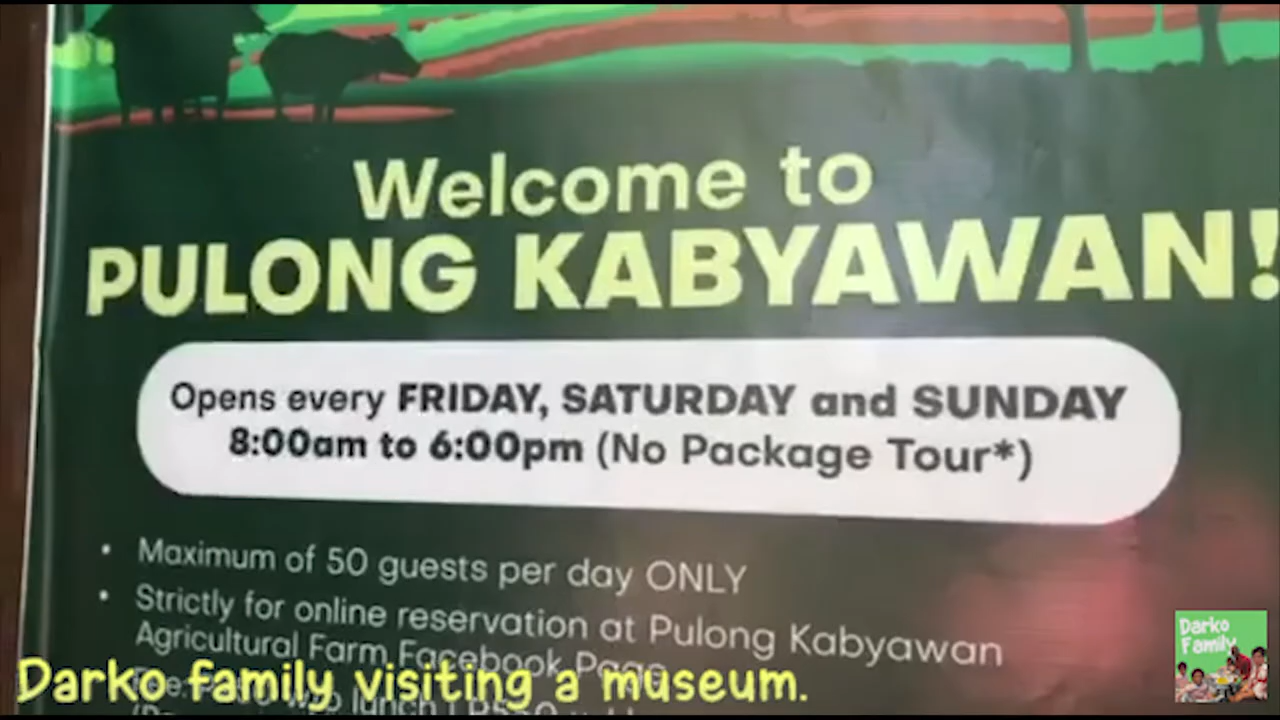 Welcome to
PULONG KABYAWAN!
Opens every FRIDAY, SATURDAY and SUNDAY
8:00am to 6:00pm (No Package Tour*)
• Maximum of 50 guests per day ONLY
• Strictly for online reservation at Pulong Kabyawan
Agricultural Farm Facebook Page
Darko family visiting a museum.
Darko
Family